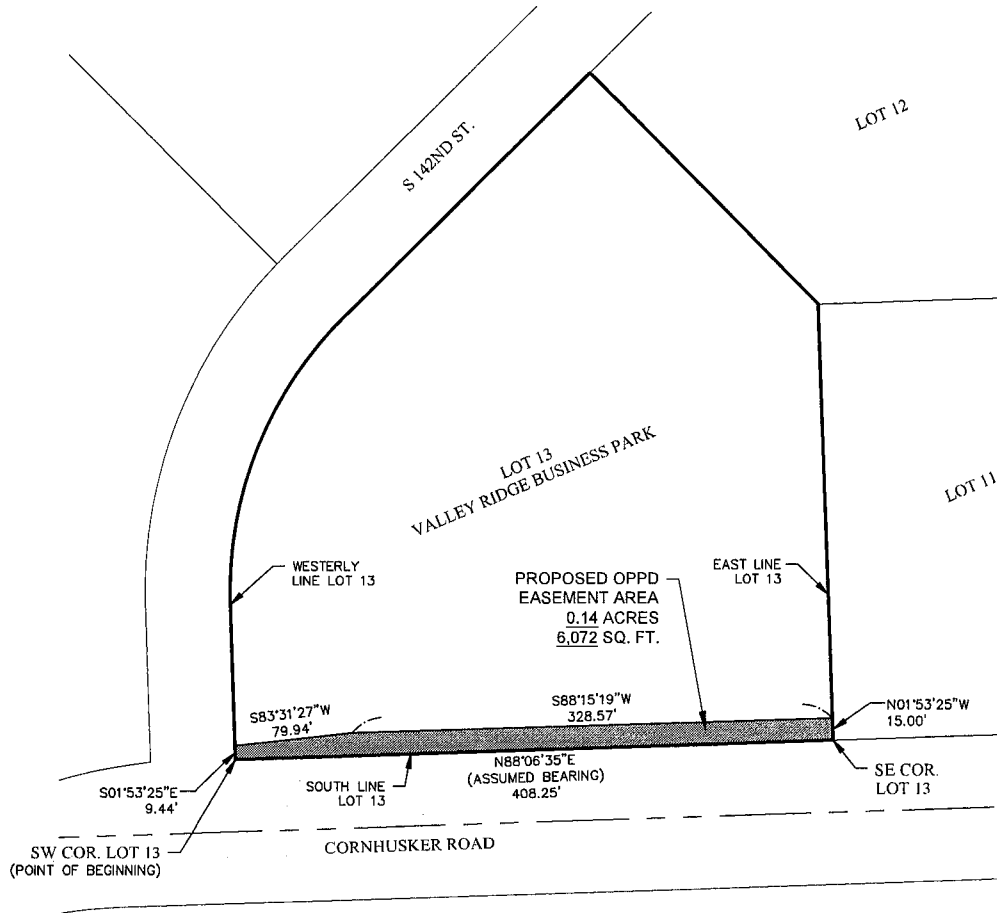 S 142ND ST.
LOT 12
LOT 13
VALLEY RIDGE BUSINESS PARK
LOT 11
WESTERLY
LINE LOT 13
EAST LINE
LOT 13
PROPOSED OPPD
EASEMENT AREA
0.14 ACRES
6,072 SQ. FT.
S83°31'27"W
79.94'
S88°15'19"W
328.57'
N01°53'25"W
15.00'
S01°53'25"E
9.44'
SOUTH LINE
LOT 13
N88°06'35"E
(ASSUMED BEARING)
408.25'
SE COR.
LOT 13
SW COR. LOT 13
(POINT OF BEGINNING)
CORNHUSKER ROAD